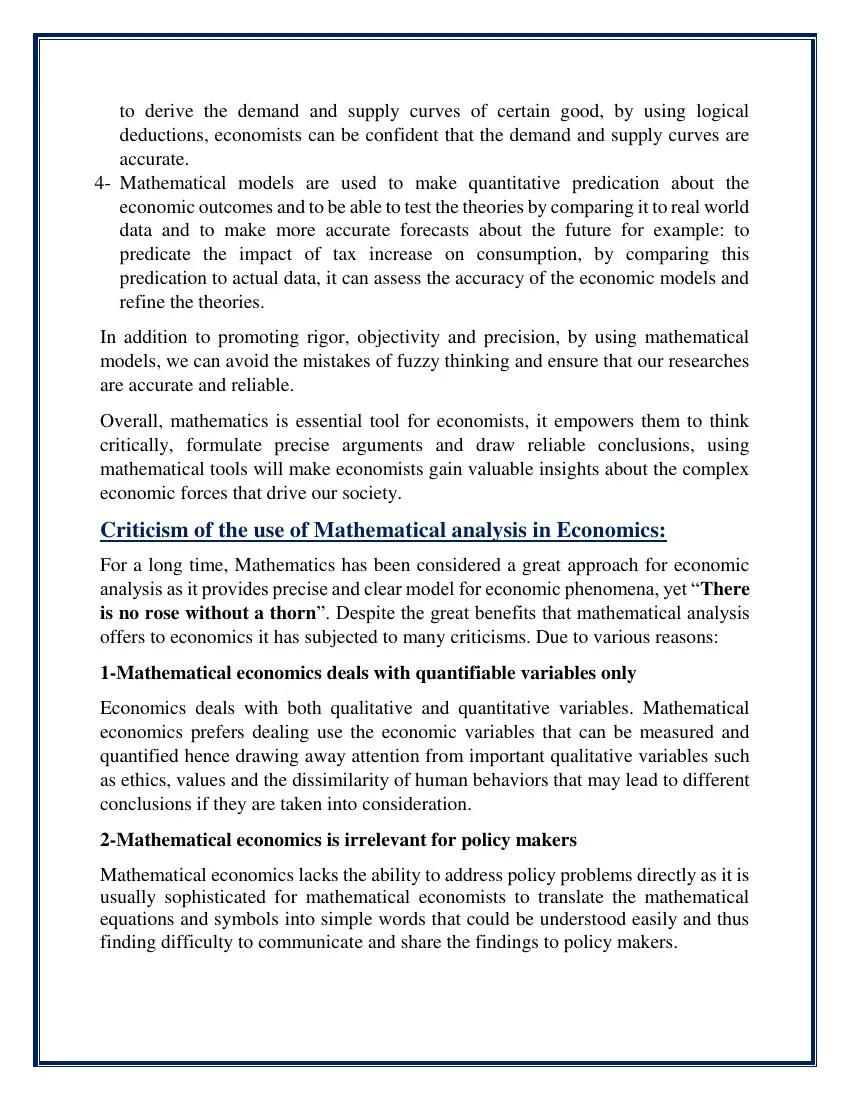 to derive the demand and supply curves of certain good, by using logical
deductions, economists can be confident that the demand and supply curves are
accurate.
4- Mathematical models are used to make quantitative predication about the
economic outcomes and to be able to test the theories by comparing it to real world
data and to make more accurate forecasts about the future for example: to
predicate the impact of tax increase on consumption, by comparing this
predication to actual data, it can assess the accuracy of the economic models and
refine the theories.
In addition to promoting rigor, objectivity and precision, by using mathematical
models, we can avoid the mistakes of fuzzy thinking and ensure that our researches
are accurate and reliable.
Overall, mathematics is essential tool for economists, it empowers them to think
critically, formulate precise arguments and draw reliable conclusions, using
mathematical tools will make economists gain valuable insights about the complex
economic forces that drive our society.
Criticism of the use of Mathematical analysis in Economics:
For a long time, Mathematics has been considered a great approach for economic
analysis as it provides precise and clear model for economic phenomena, yet “There
is no rose without a thorn”. Despite the great benefits that mathematical analysis
offers to economics it has subjected to many criticisms. Due to various reasons:
1-Mathematical economics deals with quantifiable variables only
Economics deals with both qualitative and quantitative variables. Mathematical
economics prefers dealing use the economic variables that can be measured and
quantified hence drawing away attention from important qualitative variables such
as ethics, values and the dissimilarity of human behaviors that may lead to different
conclusions if they are taken into consideration.
2-Mathematical economics is irrelevant for policy makers
Mathematical economics lacks the ability to address policy problems directly as it is
usually sophisticated for mathematical economists to translate the mathematical
equations and symbols into simple words that could be understood easily and thus
finding difficulty to communicate and share the findings to policy makers.